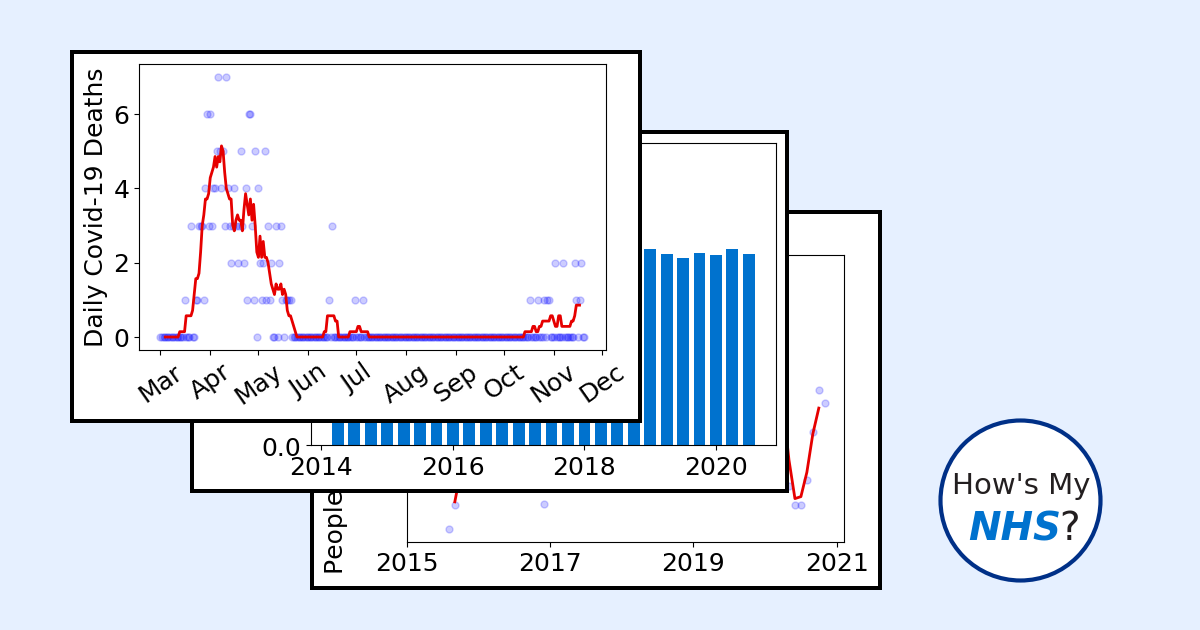 Daily Covid-19 Deaths
6
4
2
0
Mar Apr May Jun Jul Aug Sep Oct Nov Dec
0.0
2014 2016 2018 2020
People
2015 2017 2019 2021
How's My
NHS?